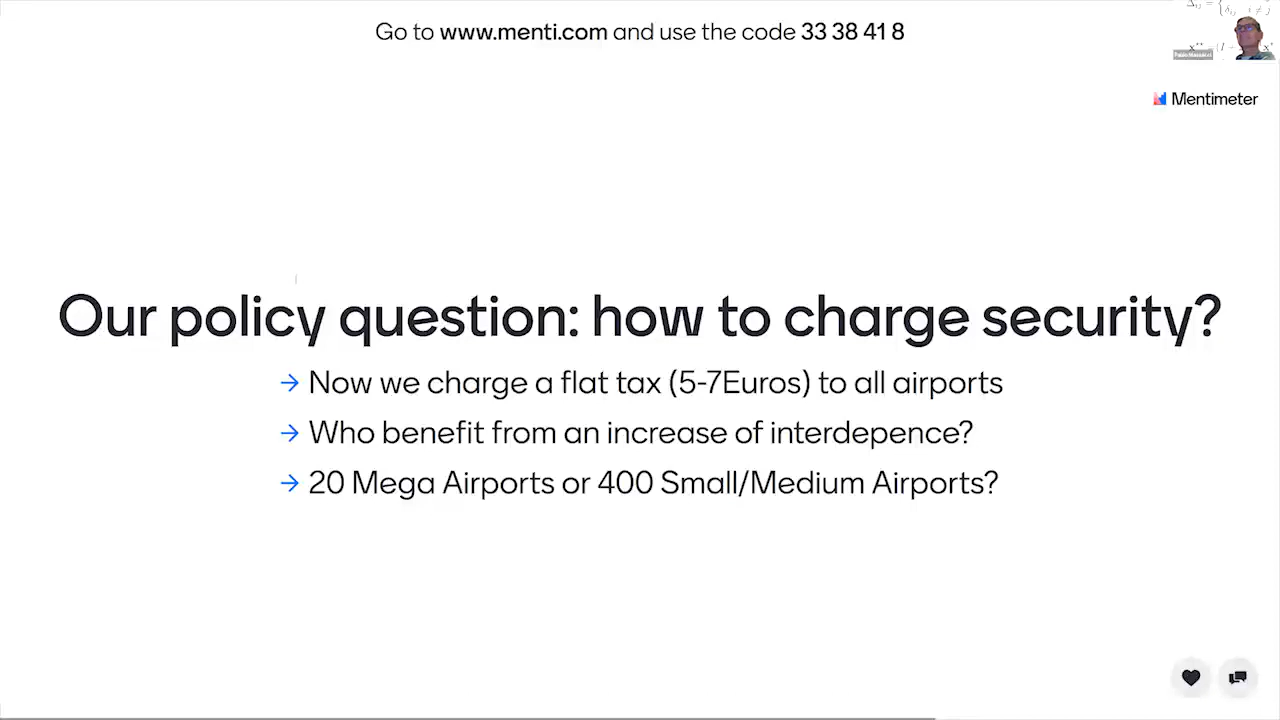 Go to www.menti.com and use the code 33 38 41 8
Mentimeter
Our policy question: how to charge security?
→ Now we charge a flat tax (5-7Euros) to all airports
→ Who benefit from an increase of interdepence?
→ 20 Mega Airports or 400 Small/Medium Airports?